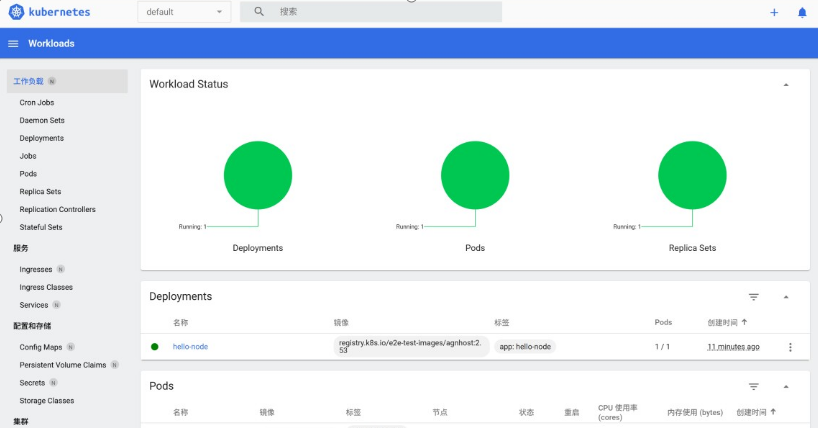 kubernetes
default
搜索
Workloads
工作负载 N
Cron Jobs
Daemon Sets
Deployments
Jobs
Pods
Replica Sets
Replication Controllers
Stateful Sets
服务
Ingresses N
Ingress Classes
Services N
配置和存储
Config Maps N
Persistent Volume Claims N
Secrets N
Storage Classes
集群
Workload Status
Running: 1
Deployments
Running: 1
Pods
Running: 1
Replica Sets
Deployments
名称 镜像 标签 Pods 创建时间
hello-node
registry.k8s.io/e2e-test-images/agnhost:2.
53
app: hello-node
1 / 1
11 minutes ago
Pods
名称 镜像 标签 节点 状态 重启
CPU 使用率
(cores)
内存使用 (bytes)
创建时间